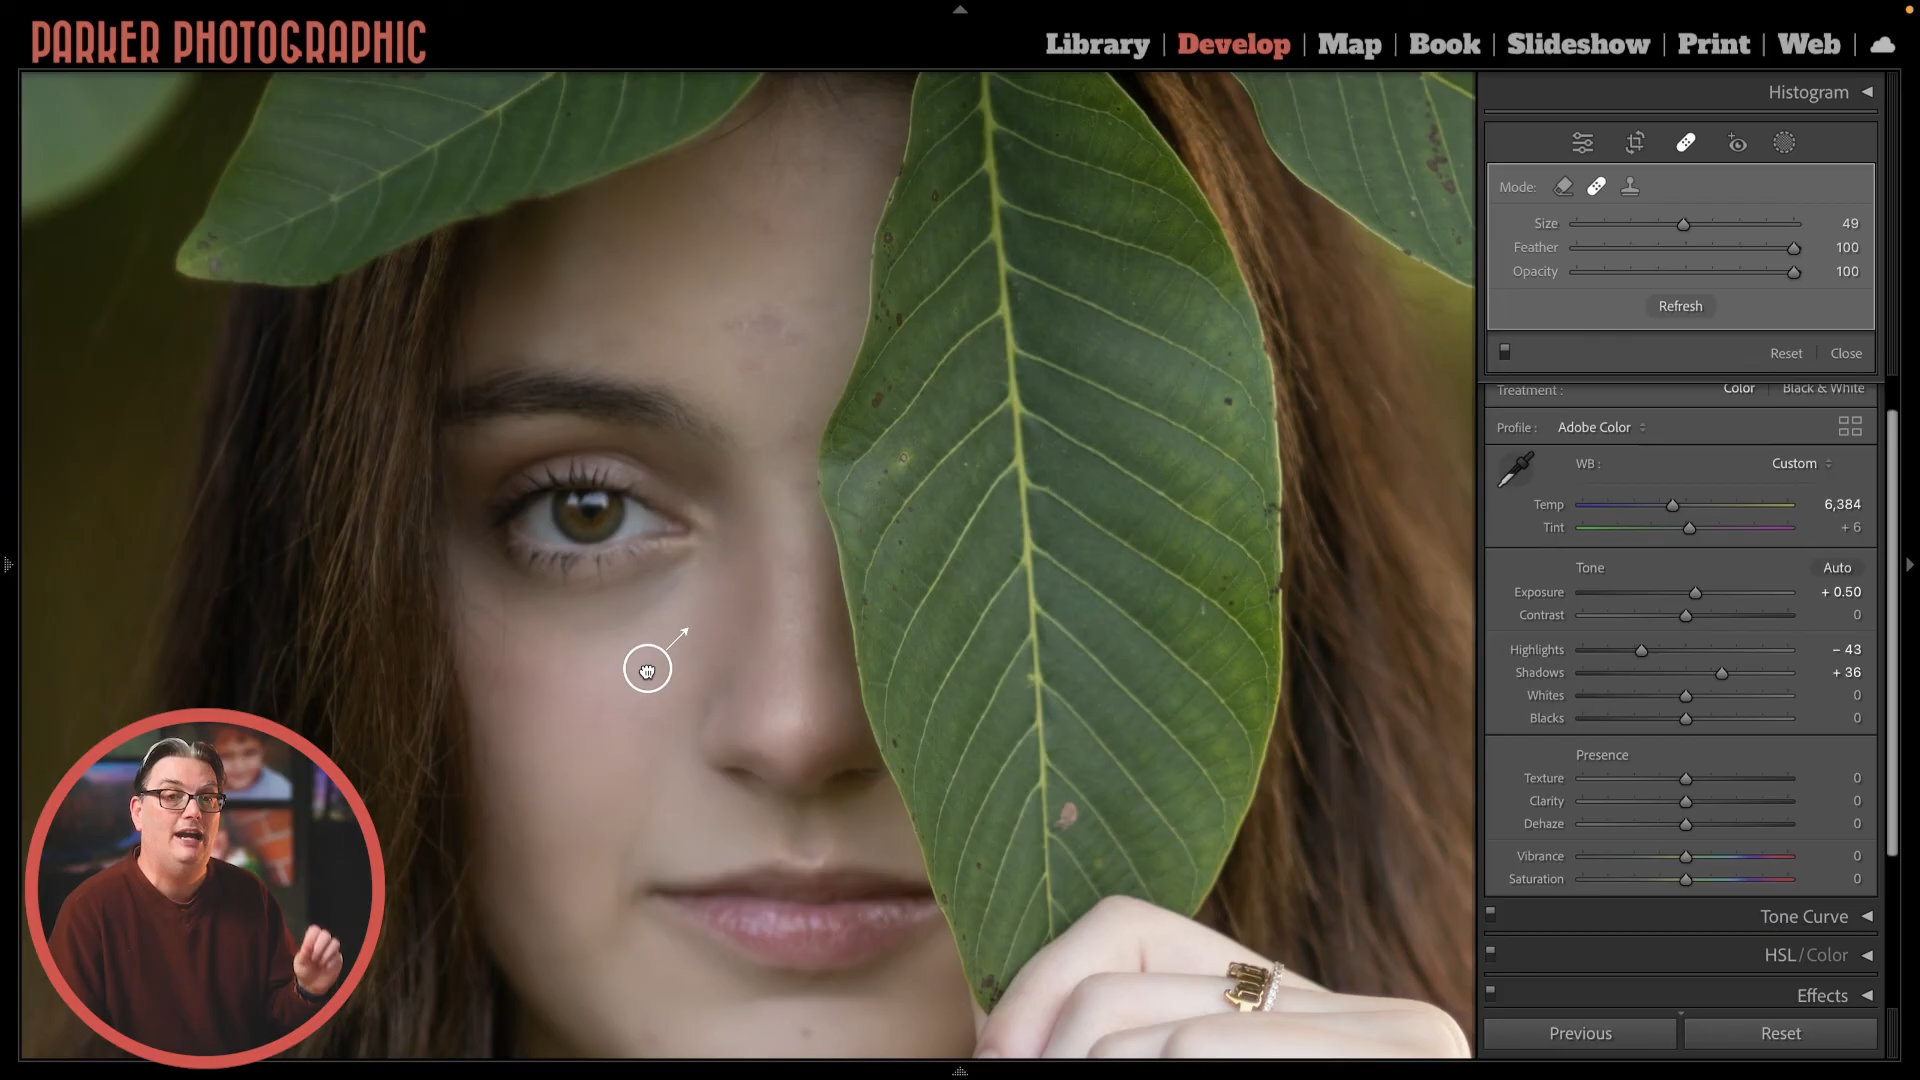 PARKER PHOTOGRAPHIC
Library | Develop | Map | Book | Slideshow | Print | Web |
Histogram
Mode:
Size 49
Feather 100
Opacity 100
Refresh
Reset Close
Treatment : Color Black & White
Profile : Adobe Color
WB : Custom
Temp 6,384
Tint + 6
Tone Auto
Exposure + 0.50
Contrast 0
Highlights – 43
Shadows + 36
Whites 0
Blacks 0
Presence
Texture 0
Clarity 0
Dehaze 0
Vibrance 0
Saturation 0
Tone Curve
HSL / Color
Effects
Previous Reset